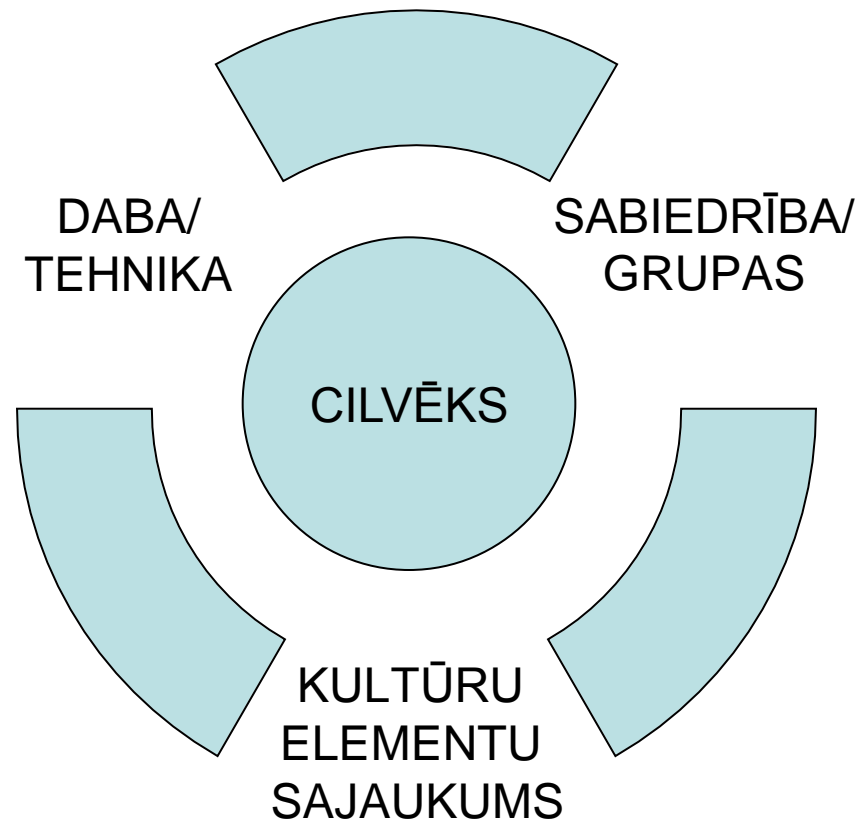 DABA/
TEHNIKA
SABIEDRĪBA/
GRUPAS
CILVĒKS
KULTŪRU
ELEMENTU
SAJAUKUMS